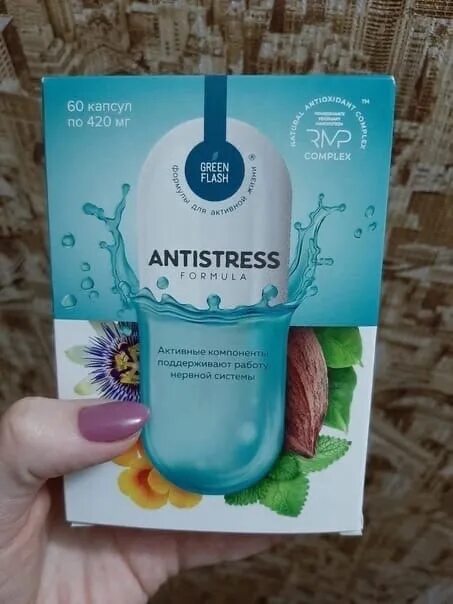 60 капсул
по 420 мг
GREEN
FLASH
®
формулы для активной жизни
NATURAL ANTIOXIDANT COMPLEX
™
RMP
COMPLEX
ANTISTRESS
FORMULA
Активные компоненты
поддерживают работу
нервной системы